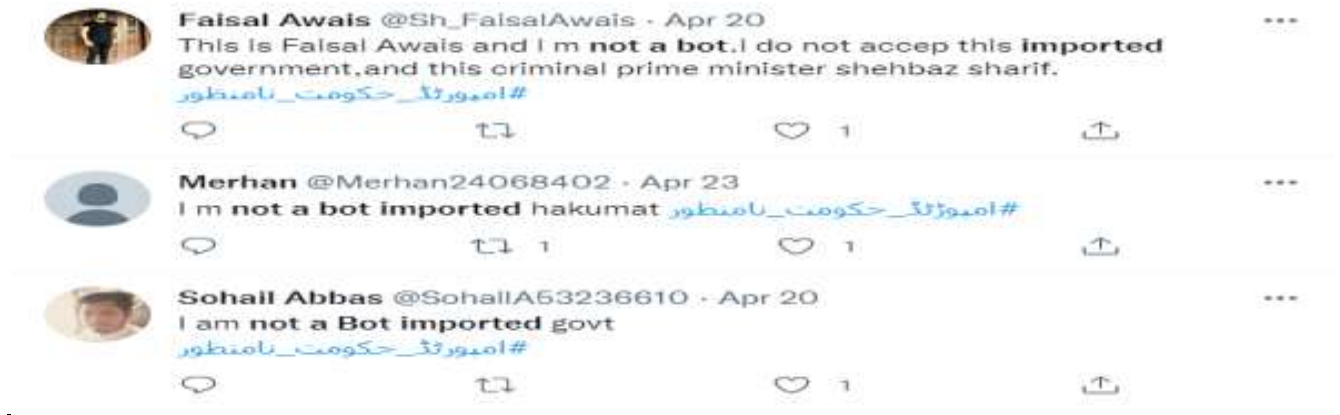 Faisal Awais @Sh_FaisalAwais · Apr 20
This is Faisal Awais and I m not a bot.I do not accep this imported
government,and this criminal prime minister shehbaz sharif.
#امپورٹڈ_حکومت_نامنظور
1
Merhan @Merhan24068402 · Apr 23
I m not a bot imported hakumat #امپورٹڈ_حکومت_نامنظور
1 1
Sohail Abbas @SohailA53236610 · Apr 20
I am not a Bot imported govt
#امپورٹڈ_حکومت_نامنظور
1